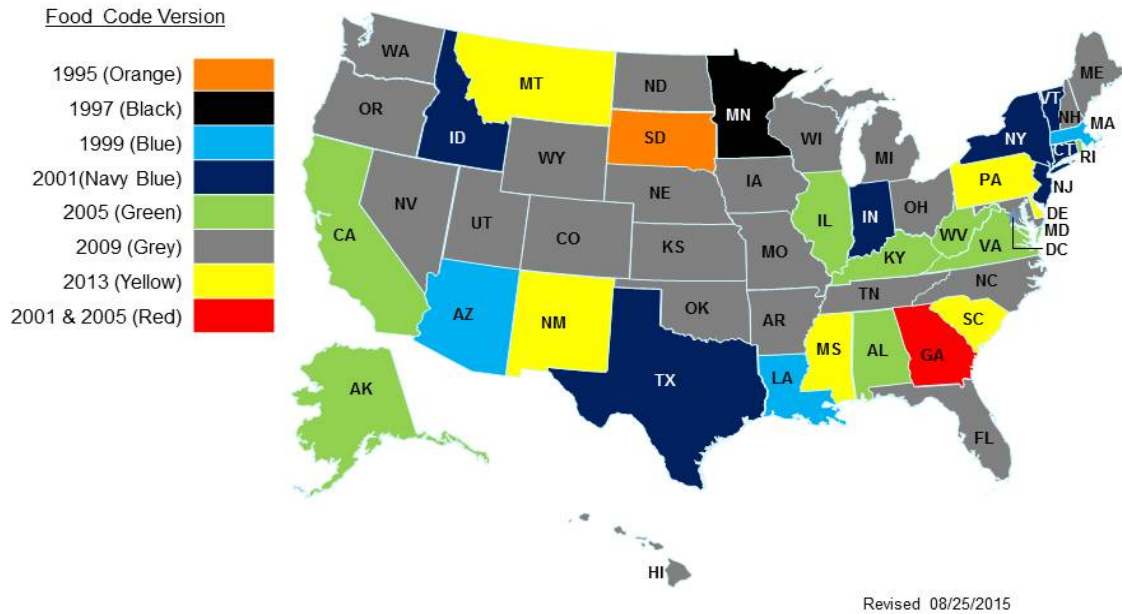 Food Code Version
1995 (Orange)
1997 (Black)
1999 (Blue)
2001(Navy Blue)
2005 (Green)
2009 (Grey)
2013 (Yellow)
2001 & 2005 (Red)
WA
OR
CA
NV
ID
MT
WY
UT
AZ
CO
NM
ND
SD
NE
KS
OK
TX
MN
IA
MO
AR
LA
WI
IL
MI
IN
OH
KY
TN
MS
AL
GA
FL
SC
NC
VA
WV
PA
NY
VT
NH
ME
MA
CT
RI
NJ
DE
MD
DC
AK
HI
Revised 08/25/2015